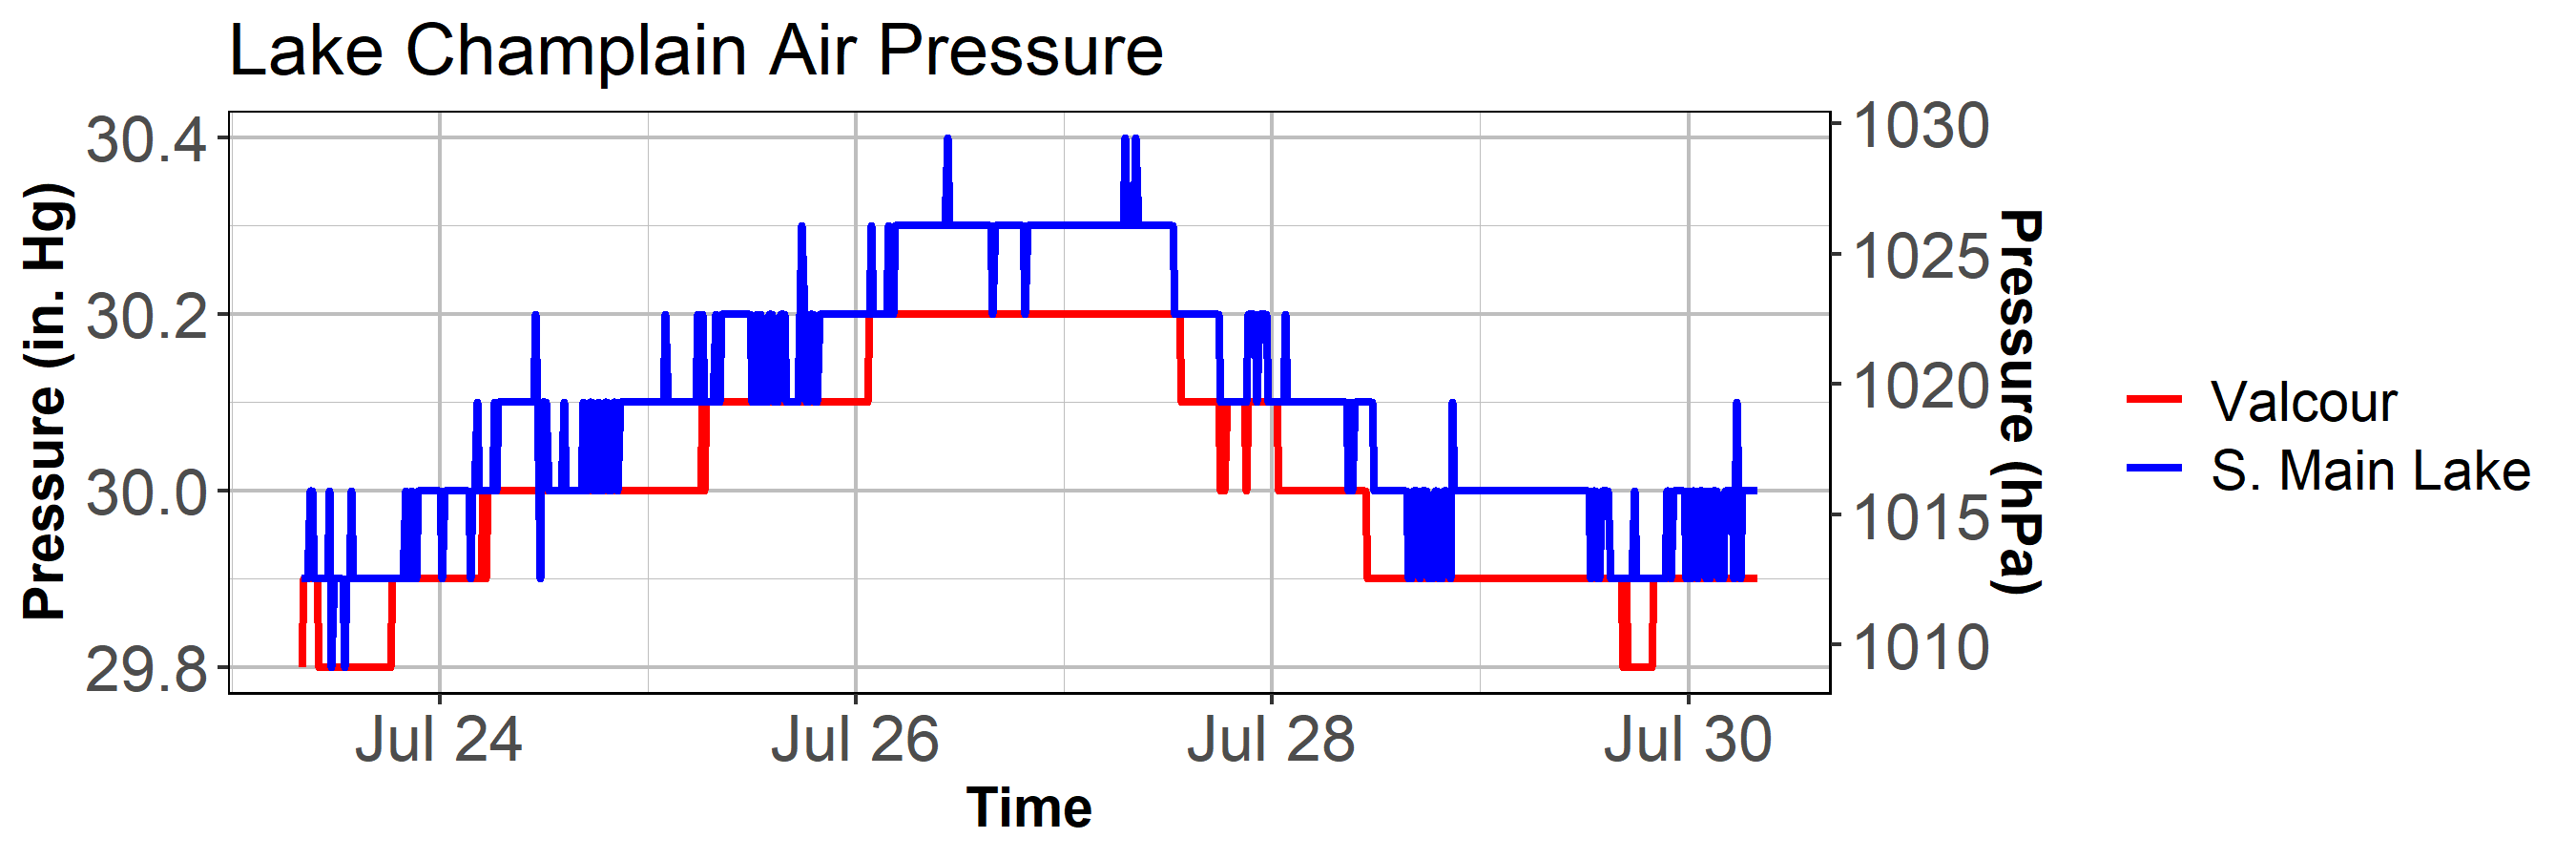 Lake Champlain Air Pressure
Pressure (in. Hg)
30.4
30.2
30.0
29.8
1030
1025
1020
1015
1010
Pressure (hPa)
Jul 24
Jul 26
Jul 28
Jul 30
Time
Valcour
S. Main Lake